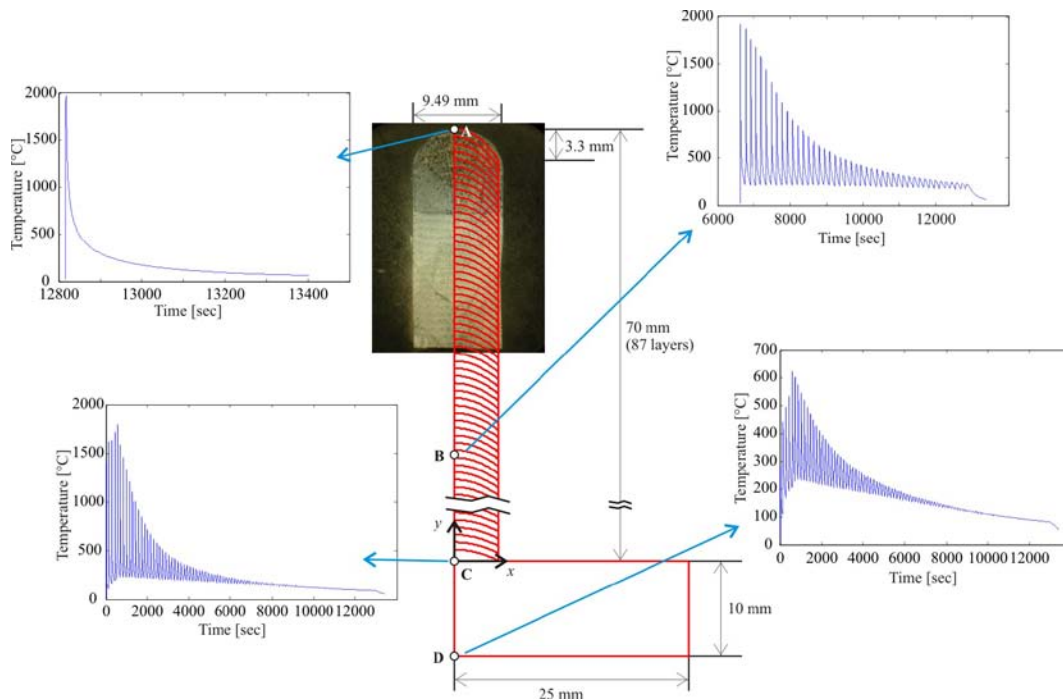 2000
1500
1000
500
0
Temperature [°C]
12800
13000
13200
13400
Time [sec]
9.49 mm
A
3.3 mm
2000
1500
1000
500
0
Temperature [°C]
6000
8000
10000
12000
Time [sec]
70 mm
(87 layers)
2000
1500
1000
500
0
Temperature [°C]
0
2000
4000
6000
8000
10000
12000
Time [sec]
B
y
x
C
D
10 mm
25 mm
700
600
500
400
300
200
100
0
Temperature [°C]
0
2000
4000
6000
8000
10000
12000
Time [sec]